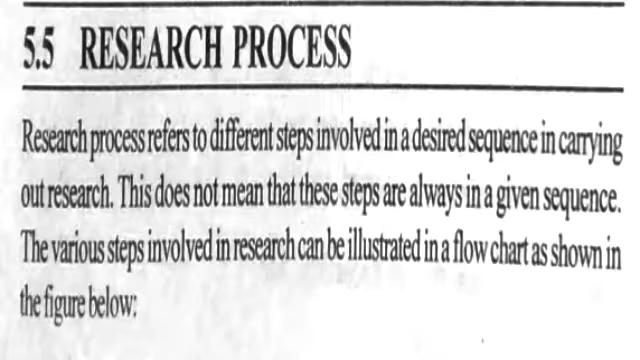 5.5 RESEARCH PROCESS
Research process refers to different steps involved in a desired sequence in carrying
out research. This does not mean that these steps are always in a given sequence.
The various steps involved in research can be illustrated in a flow chart as shown in
the figure below: